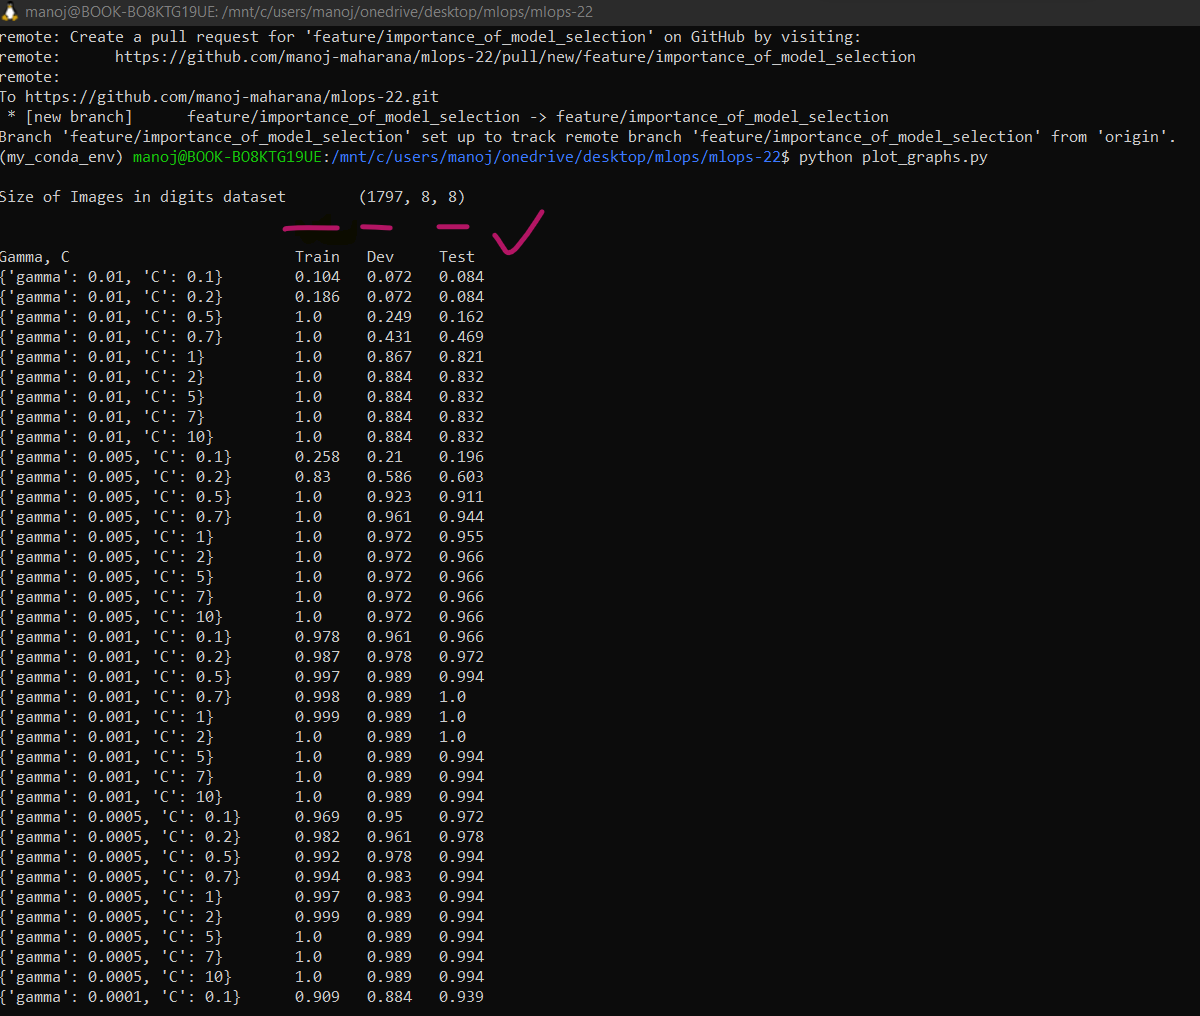 manoj@BOOK-BO8KTG19UE: /mnt/c/users/manoj/onedrive/desktop/mlops/mlops-22
remote: Create a pull request for 'feature/importance_of_model_selection' on GitHub by visiting:
remote:      https://github.com/manoj-maharana/mlops-22/pull/new/feature/importance_of_model_selection
remote:
To https://github.com/manoj-maharana/mlops-22.git
 * [new branch]      feature/importance_of_model_selection -> feature/importance_of_model_selection
Branch 'feature/importance_of_model_selection' set up to track remote branch 'feature/importance_of_model_selection' from 'origin'.
(my_conda_env) manoj@BOOK-BO8KTG19UE:/mnt/c/users/manoj/onedrive/desktop/mlops/mlops-22$ python plot_graphs.py
Size of Images in digits dataset        (1797, 8, 8)
Gamma, C                         Train   Dev     Test
{'gamma': 0.01, 'C': 0.1}        0.104   0.072   0.084
{'gamma': 0.01, 'C': 0.2}        0.186   0.072   0.084
{'gamma': 0.01, 'C': 0.5}        1.0     0.249   0.162
{'gamma': 0.01, 'C': 0.7}        1.0     0.431   0.469
{'gamma': 0.01, 'C': 1}          1.0     0.867   0.821
{'gamma': 0.01, 'C': 2}          1.0     0.884   0.832
{'gamma': 0.01, 'C': 5}          1.0     0.884   0.832
{'gamma': 0.01, 'C': 7}          1.0     0.884   0.832
{'gamma': 0.01, 'C': 10}         1.0     0.884   0.832
{'gamma': 0.005, 'C': 0.1}       0.258   0.21    0.196
{'gamma': 0.005, 'C': 0.2}       0.83    0.586   0.603
{'gamma': 0.005, 'C': 0.5}       1.0     0.923   0.911
{'gamma': 0.005, 'C': 0.7}       1.0     0.961   0.944
{'gamma': 0.005, 'C': 1}         1.0     0.972   0.955
{'gamma': 0.005, 'C': 2}         1.0     0.972   0.966
{'gamma': 0.005, 'C': 5}         1.0     0.972   0.966
{'gamma': 0.005, 'C': 7}         1.0     0.972   0.966
{'gamma': 0.005, 'C': 10}        1.0     0.972   0.966
{'gamma': 0.001, 'C': 0.1}       0.978   0.961   0.966
{'gamma': 0.001, 'C': 0.2}       0.987   0.978   0.972
{'gamma': 0.001, 'C': 0.5}       0.997   0.989   0.994
{'gamma': 0.001, 'C': 0.7}       0.998   0.989   1.0
{'gamma': 0.001, 'C': 1}         0.999   0.989   1.0
{'gamma': 0.001, 'C': 2}         1.0     0.989   1.0
{'gamma': 0.001, 'C': 5}         1.0     0.989   0.994
{'gamma': 0.001, 'C': 7}         1.0     0.989   0.994
{'gamma': 0.001, 'C': 10}        1.0     0.989   0.994
{'gamma': 0.0005, 'C': 0.1}      0.969   0.95    0.972
{'gamma': 0.0005, 'C': 0.2}      0.982   0.961   0.978
{'gamma': 0.0005, 'C': 0.5}      0.992   0.978   0.994
{'gamma': 0.0005, 'C': 0.7}      0.994   0.983   0.994
{'gamma': 0.0005, 'C': 1}        0.997   0.983   0.994
{'gamma': 0.0005, 'C': 2}        0.999   0.989   0.994
{'gamma': 0.0005, 'C': 5}        1.0     0.989   0.994
{'gamma': 0.0005, 'C': 7}        1.0     0.989   0.994
{'gamma': 0.0005, 'C': 10}       1.0     0.989   0.994
{'gamma': 0.0001, 'C': 0.1}      0.909   0.884   0.939